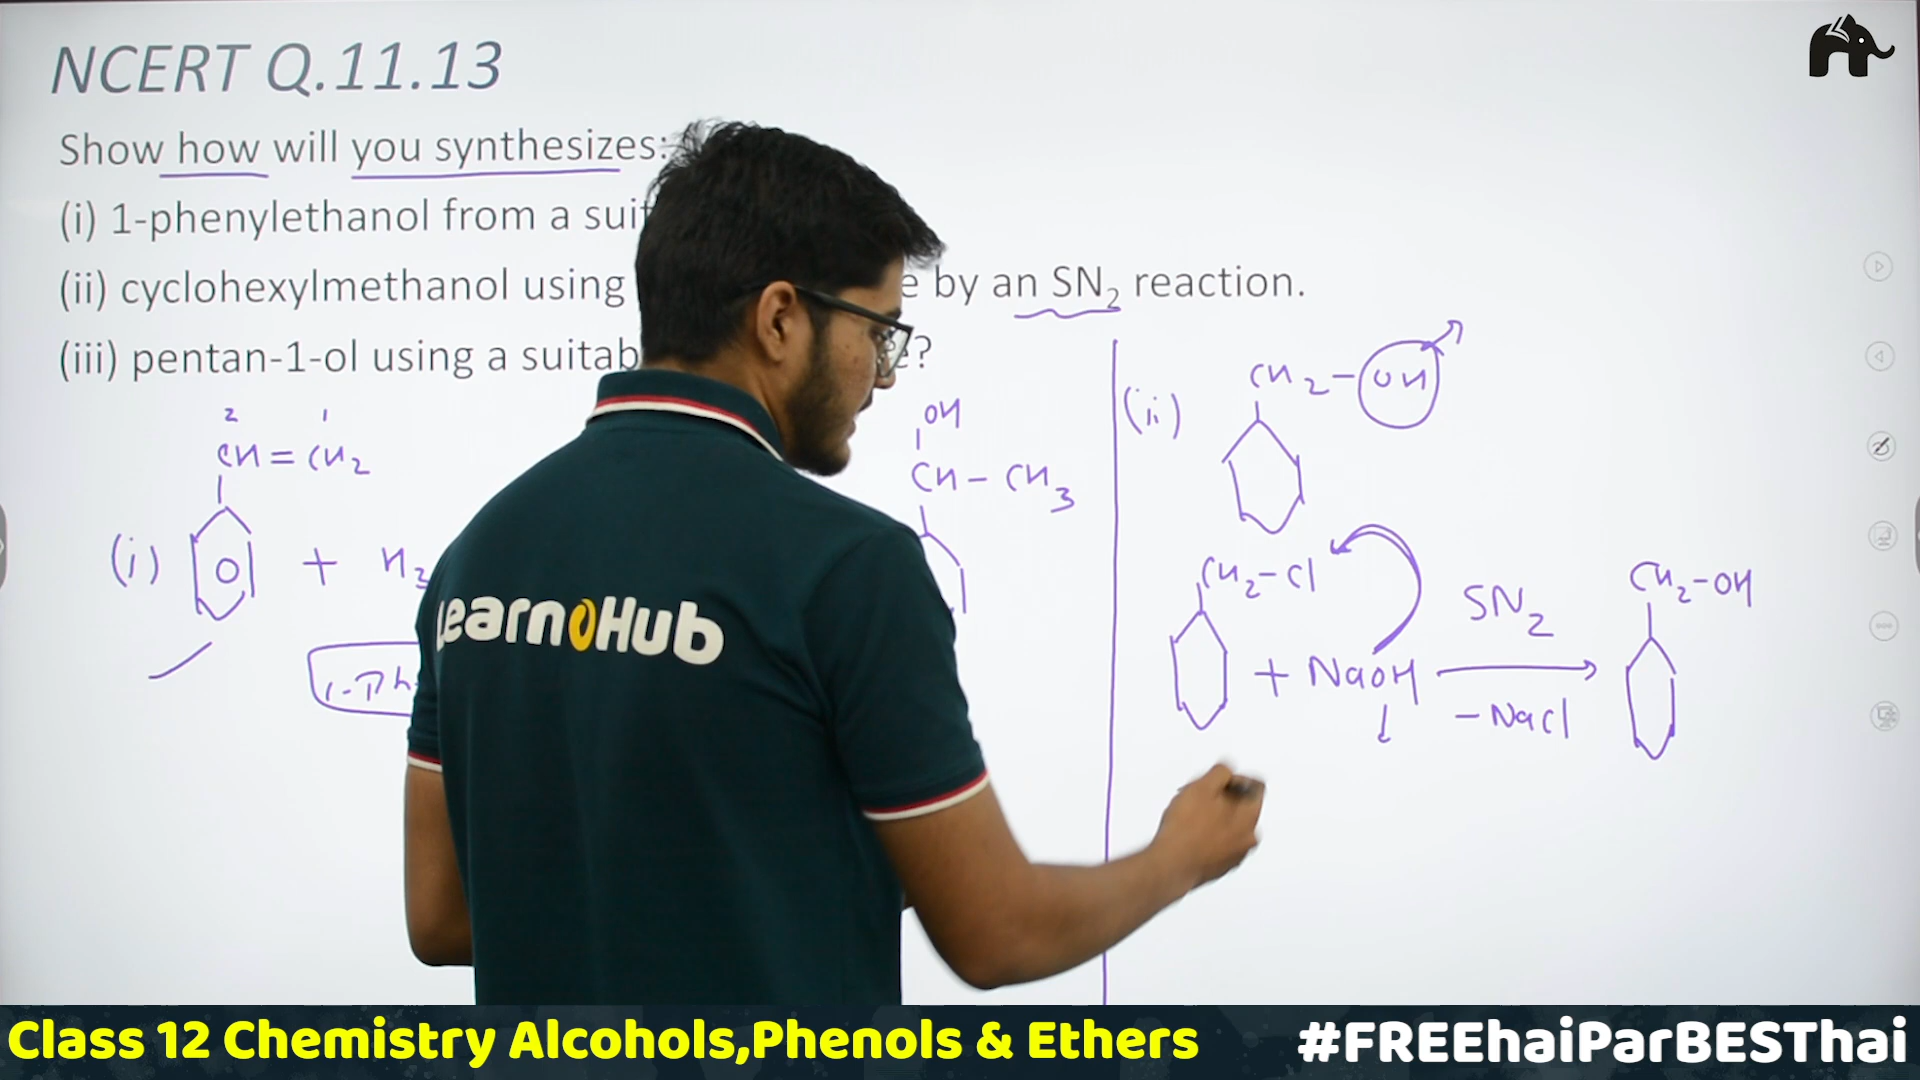 NCERT Q.11.13
Show how will you synthesizes:
(i) 1-phenylethanol from a
(ii) cyclohexylmethanol using by an SN₂ reaction.
(iii) pentan-1-ol using a ?
2 1
CH = CH₂
(i) +
OH
CH - CH₃
(ii) CH₂ - OH
CH₂-Cl
+ NaOH
SN₂
- NaCl
CH₂-OH
LearnoHub
Class 12 Chemistry Alcohols,Phenols & Ethers
#FREEhaiParBESThai